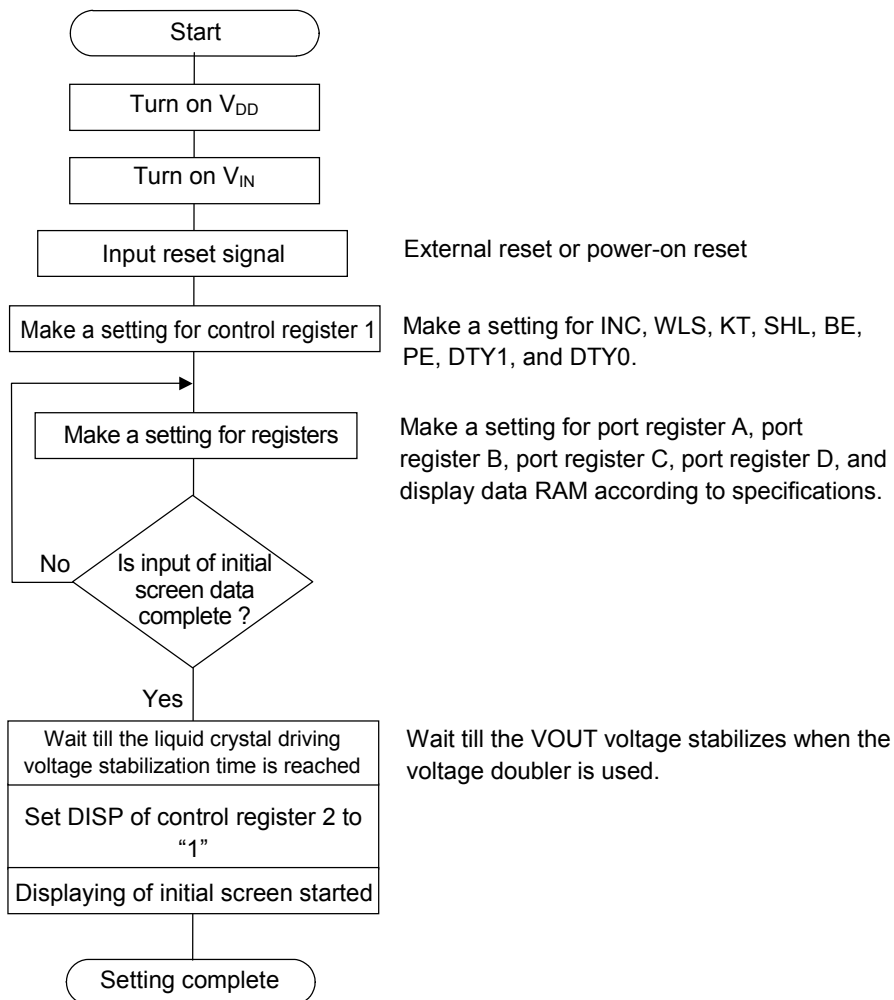 Start
Turn on VDD
Turn on VIN
Input reset signal
External reset or power-on reset
Make a setting for control register 1
Make a setting for INC, WLS, KT, SHL, BE,
PE, DTY1, and DTY0.
Make a setting for registers
Make a setting for port register A, port
register B, port register C, port register D, and
display data RAM according to specifications.
No
Is input of initial
screen data
complete ?
Yes
Wait till the liquid crystal driving
voltage stabilization time is reached
Wait till the VOUT voltage stabilizes when the
voltage doubler is used.
Set DISP of control register 2 to
“1”
Displaying of initial screen started
Setting complete